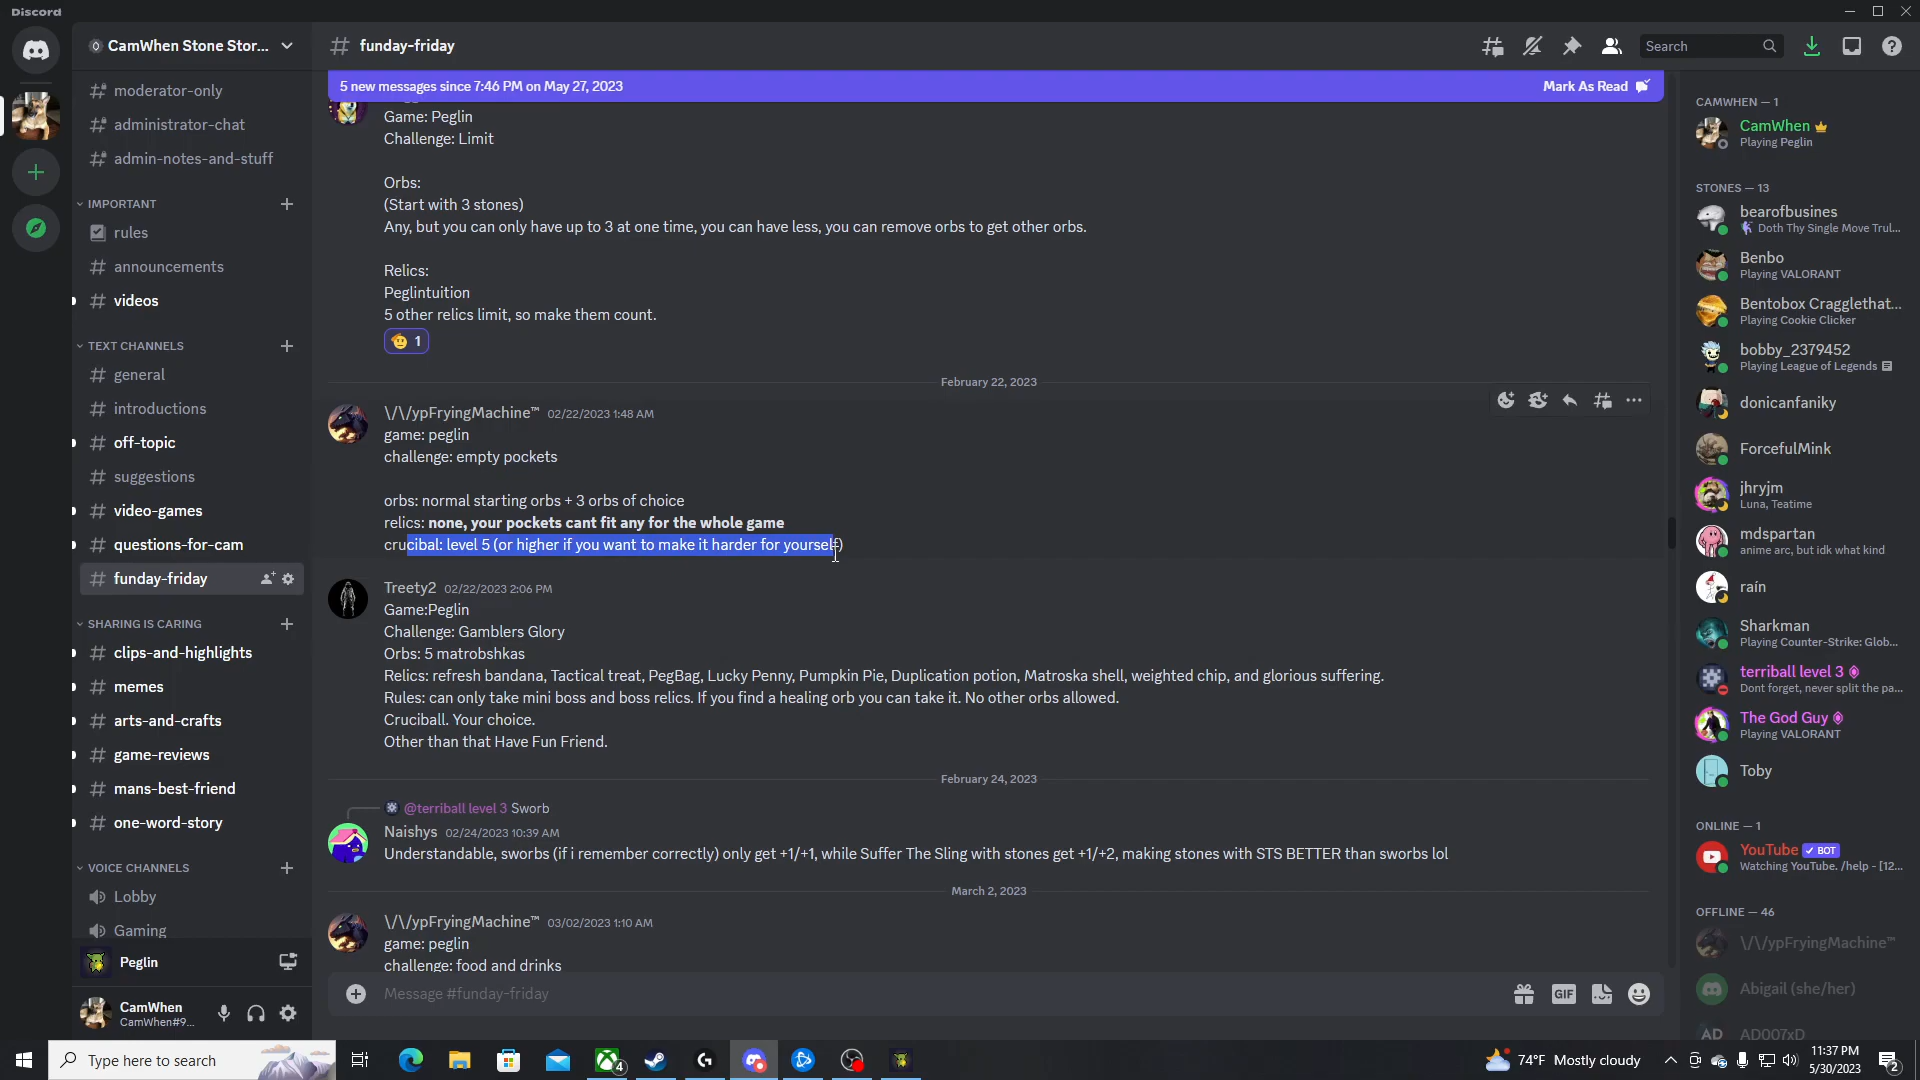 Discord
CamWhen Stone Stor...
moderator-only
administrator-chat
admin-notes-and-stuff
IMPORTANT
rules
announcements
videos
TEXT CHANNELS
general
introductions
off-topic
suggestions
video-games
questions-for-cam
funday-friday
SHARING IS CARING
clips-and-highlights
memes
arts-and-crafts
game-reviews
mans-best-friend
one-word-story
VOICE CHANNELS
Lobby
Gaming
Peglin
CamWhen
CamWhen#9...
funday-friday
Search
5 new messages since 7:46 PM on May 27, 2023
Mark As Read
Game: Peglin
Challenge: Limit
Orbs:
(Start with 3 stones)
Any, but you can only have up to 3 at one time, you can have less, you can remove orbs to get other orbs.
Relics:
Peglintuition
5 other relics limit, so make them count.
1
February 22, 2023
\/\/ypFryingMachine™ 02/22/2023 1:48 AM
game: peglin
challenge: empty pockets
orbs: normal starting orbs + 3 orbs of choice
relics: none, your pockets cant fit any for the whole game
crucibal: level 5 (or higher if you want to make it harder for yourself)
Treety2 02/22/2023 2:06 PM
Game:Peglin
Challenge: Gamblers Glory
Orbs: 5 matrobshkas
Relics: refresh bandana, Tactical treat, PegBag, Lucky Penny, Pumpkin Pie, Duplication potion, Matroska shell, weighted chip, and glorious suffering.
Rules: can only take mini boss and boss relics. If you find a healing orb you can take it. No other orbs allowed.
Cruciball. Your choice.
Other than that Have Fun Friend.
February 24, 2023
@terriball level 3 Sworb
Naishys 02/24/2023 10:39 AM
Understandable, sworbs (if i remember correctly) only get +1/+1, while Suffer The Sling with stones get +1/+2, making stones with STS BETTER than sworbs lol
March 2, 2023
\/\/ypFryingMachine™ 03/02/2023 1:10 AM
game: peglin
challenge: food and drinks
Message #funday-friday
GIF
CAMWHEN — 1
CamWhen
Playing Peglin
STONES — 13
bearofbusines
Doth Thy Single Move Trul...
Benbo
Playing VALORANT
Bentobox Cragglethat...
Playing Cookie Clicker
bobby_2379452
Playing League of Legends
donicanfaniky
ForcefulMink
jhryjm
Luna, Teatime
mdspartan
anime arc, but idk what kind
raín
Sharkman
Playing Counter-Strike: Glob...
terriball level 3
Dont forget, never split the pa...
The God Guy
Playing VALORANT
Toby
ONLINE — 1
YouTube ✓ BOT
Watching YouTube. /help - [12...
OFFLINE — 46
\/\/ypFryingMachine™
Abigail (she/her)
AD AD007xD
Type here to search
4
74°F Mostly cloudy
11:37 PM
5/30/2023
2